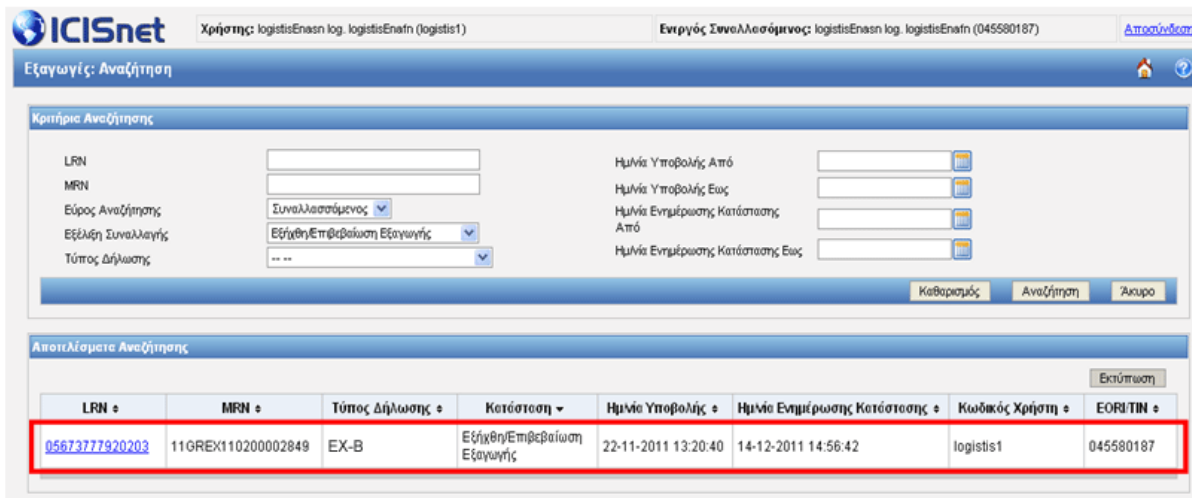 ICISnet Χρήστης: logistisEnasn log. logistisEnafn (logistis1) Ενεργός Συναλλασόμενος: logistisEnasn log. logistisEnafn (045580187) Αποσύνδεση
Εξαγωγές: Αναζήτηση
Κριτήρια Αναζήτησης
LRN Ημ/νία Υποβολής Από
MRN Ημ/νία Υποβολής Εως
Εύρος Αναζήτησης Συναλλασσόμενος Ημ/νία Ενημέρωσης Κατάστασης Από
Εξέλιξη Συναλλαγής Εξήχθη/Επιβεβαίωση Εξαγωγής Ημ/νία Ενημέρωσης Κατάστασης Εως
Τύπος Δήλωσης -- --
Καθαρισμός Αναζήτηση Άκυρο
Αποτελέσματα Αναζήτησης
Εκτύπωση
LRN MRN Τύπος Δήλωσης Κατάσταση Ημ/νία Υποβολής Ημ/νία Ενημέρωσης Κατάστασης Κωδικός Χρήστη EORI/TIN
05673777920203 11GREX110200002849 EX-B Εξήχθη/Επιβεβαίωση Εξαγωγής 22-11-2011 13:20:40 14-12-2011 14:56:42 logistis1 045580187